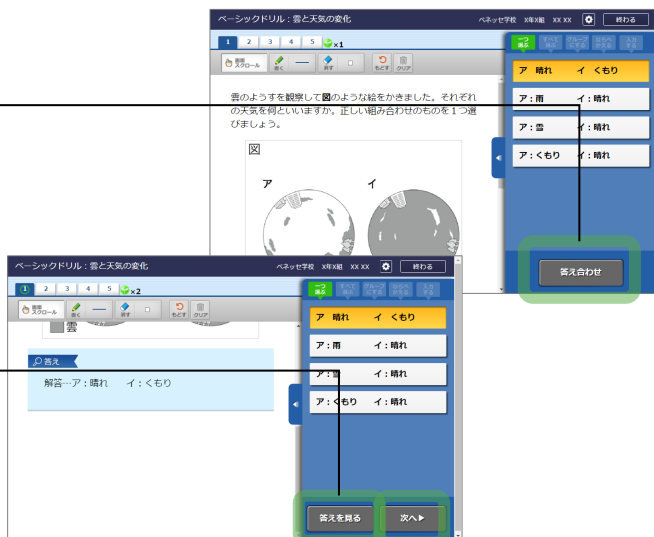 ベーシックドリル：雲と天気の変化
ベネッセ学校 X年X組 XX XX
終わる
1 2 3 4 5 ×1
画面スクロール 書く 消す もどす クリア
一つ選ぶ すべて選ぶ グループにする ならべかえる 入力する
雲のようすを観察して図のような絵をかきました。それぞれ
の天気を何といいますか。正しい組み合わせのものを１つ選
びましょう。
図
ア イ
ア 晴れ イ くもり
ア：雨 イ：晴れ
ア：雪 イ：晴れ
ア：くもり イ：晴れ
答え合わせ
ベーシックドリル：雲と天気の変化
ベネッセ学校 X年X組 XX XX
終わる
1 2 3 4 5 ×2
画面スクロール 書く 消す もどす クリア
一つ選ぶ すべて選ぶ グループにする ならべかえる 入力する
雲
答え
解答…ア：晴れ イ：くもり
ア 晴れ イ くもり
ア：雨 イ：晴れ
ア：雪 イ：晴れ
ア：くもり イ：晴れ
答えを見る 次へ▶